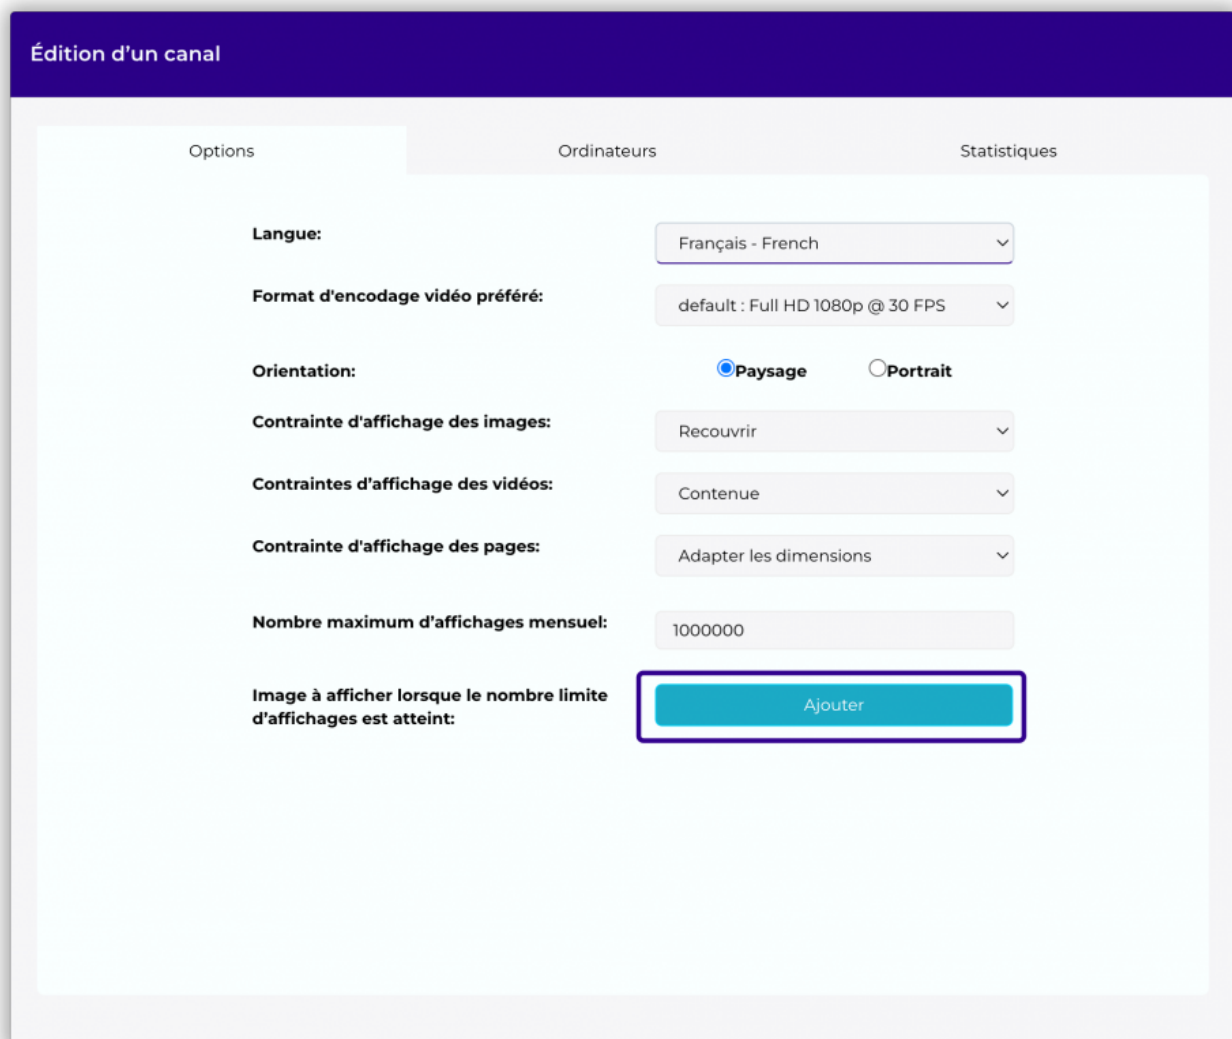 Édition d’un canal
Options
Ordinateurs
Statistiques
Langue:
Français - French
Format d'encodage vidéo préféré:
default : Full HD 1080p @ 30 FPS
Orientation:
Paysage
Portrait
Contrainte d'affichage des images:
Recouvrir
Contraintes d’affichage des vidéos:
Contenue
Contrainte d'affichage des pages:
Adapter les dimensions
Nombre maximum d’affichages mensuel:
1000000
Image à afficher lorsque le nombre limite
d’affichages est atteint:
Ajouter